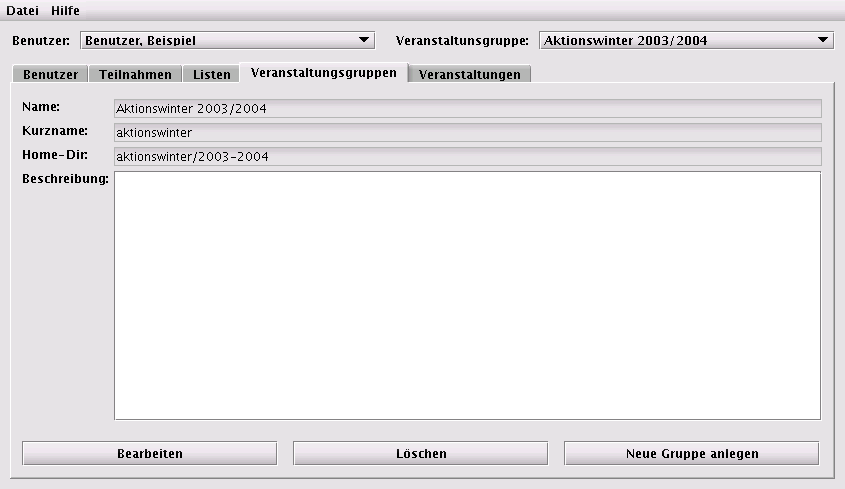 Datei Hilfe
Benutzer: Benutzer, Beispiel Veranstaltunsgruppe: Aktionswinter 2003/2004
Benutzer Teilnahmen Listen Veranstaltungsgruppen Veranstaltungen
Name: Aktionswinter 2003/2004
Kurzname: aktionswinter
Home-Dir: aktionswinter/2003-2004
Beschreibung:
Bearbeiten Löschen Neue Gruppe anlegen